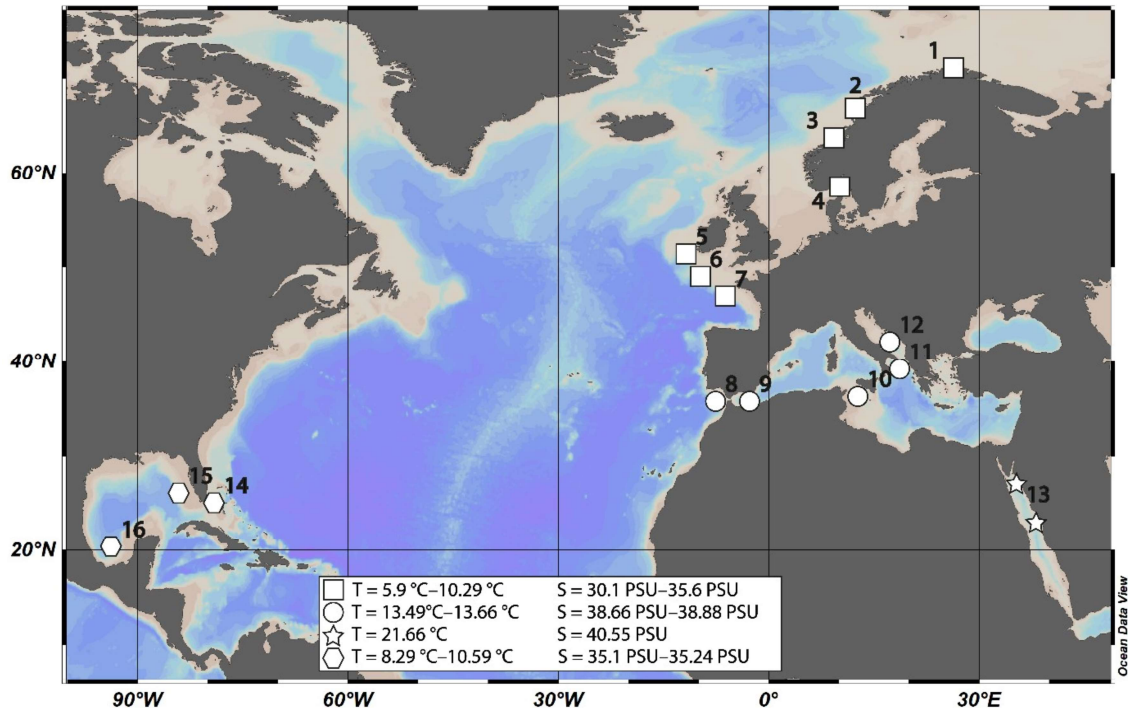 1
2
3
60°N
4
5
6
7
12
11
40°N
8
9
10
15
14
13
16
20°N
T = 5.9 °C–10.29 °C S = 30.1 PSU–35.6 PSU
T = 13.49°C–13.66 °C S = 38.66 PSU–38.88 PSU
T = 21.66 °C S = 40.55 PSU
T = 8.29 °C–10.59 °C S = 35.1 PSU–35.24 PSU
Ocean Data View
90°W
60°W
30°W
0°
30°E